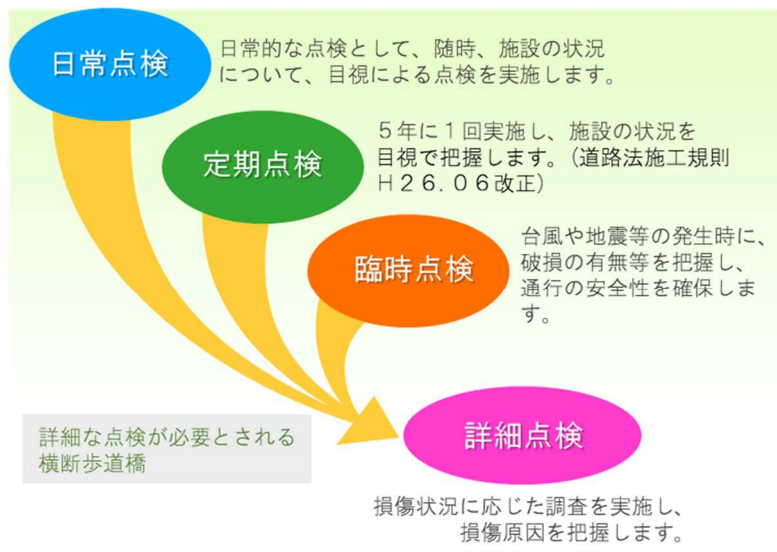 日常点検
日常的な点検として、随時、施設の状況
について、目視による点検を実施します。
定期点検
５年に１回実施し、施設の状況を
目視で把握します。（道路法施工規則
Ｈ２６．０６改正）
臨時点検
台風や地震等の発生時に、
破損の有無等を把握し、
通行の安全性を確保しま
す。
詳細な点検が必要とされる
横断歩道橋
詳細点検
損傷状況に応じた調査を実施し、
損傷原因を把握します。